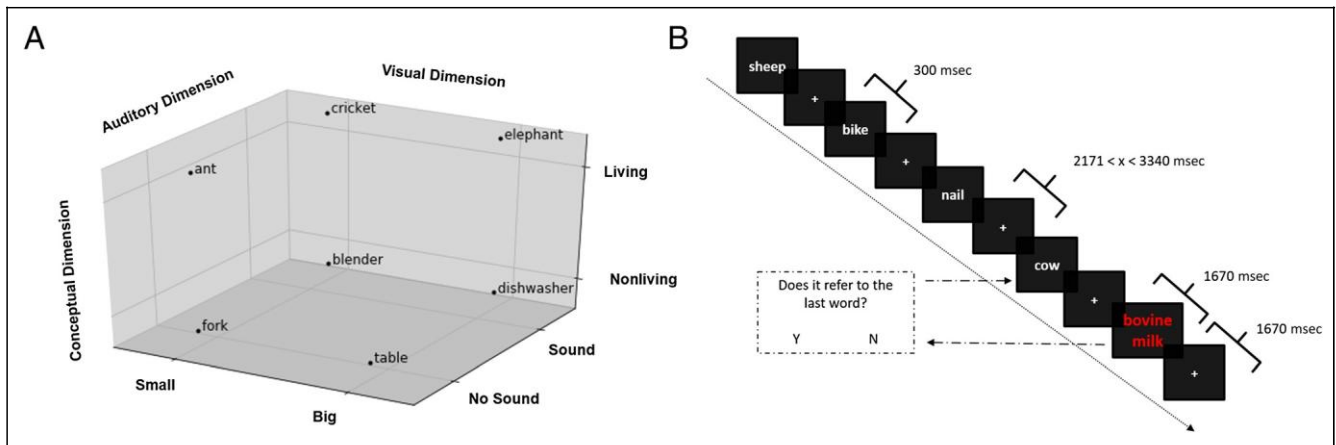 A
Auditory Dimension
Visual Dimension
cricket
elephant
ant
Living
Conceptual Dimension
blender
Nonliving
dishwasher
fork
table
Sound
Small
No Sound
Big
B
sheep
300 msec
+
bike
+
2171 < x < 3340 msec
nail
+
cow
Does it refer to the
last word?
Y N
1670 msec
+
bovine
milk
1670 msec
+